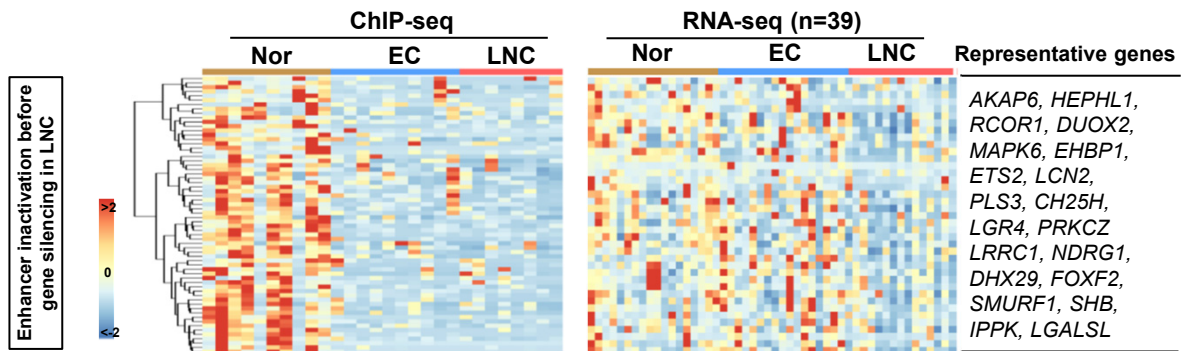 ChIP-seq
RNA-seq (n=39)
Nor
EC
LNC
Nor
EC
LNC
Representative genes
Enhancer inactivation before
gene silencing in LNC
>2
0
<-2
AKAP6, HEPHL1,
RCOR1, DUOX2,
MAPK6, EHBP1,
ETS2, LCN2,
PLS3, CH25H,
LGR4, PRKCZ
LRRC1, NDRG1,
DHX29, FOXF2,
SMURF1, SHB,
IPPK, LGALSL